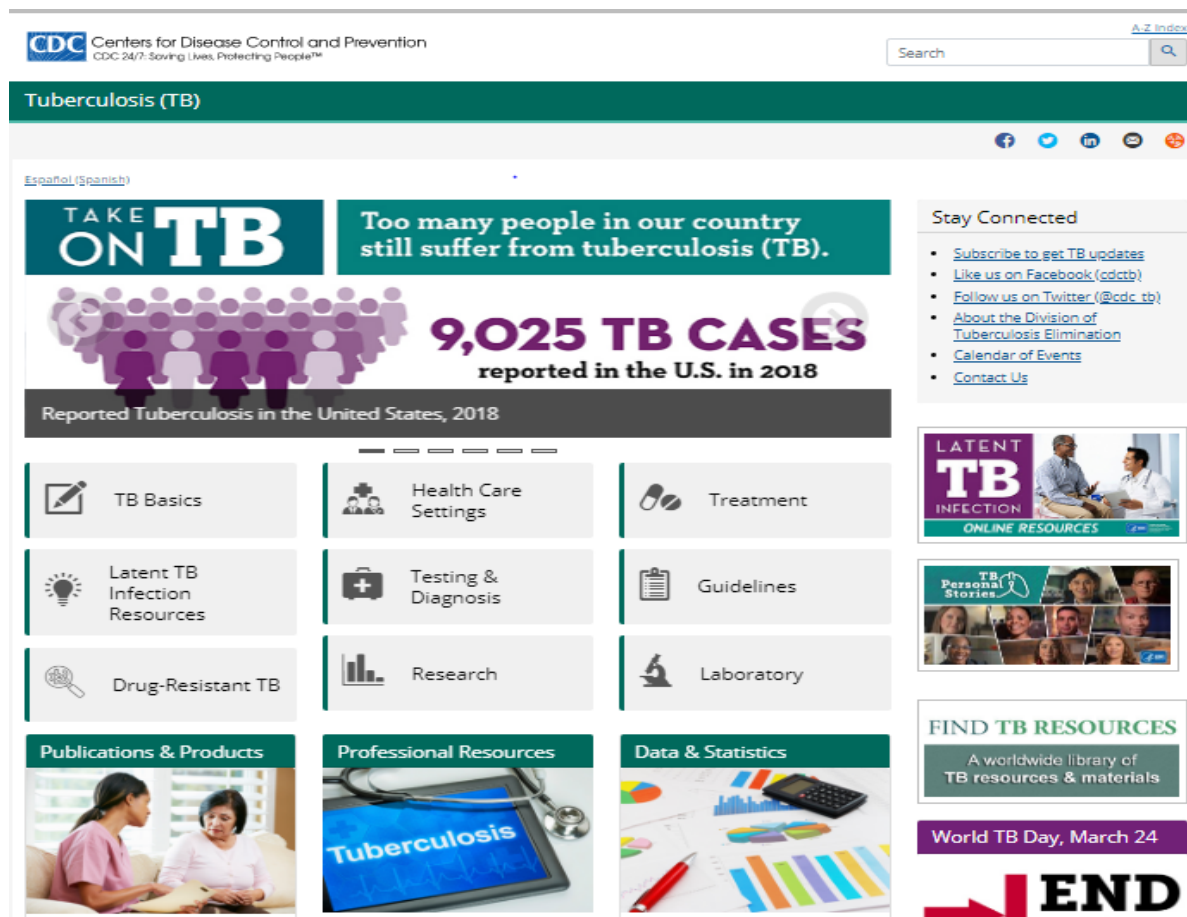 A-Z Index
CDC
Centers for Disease Control and Prevention
CDC 24/7: Saving Lives, Protecting People™
Search
Tuberculosis (TB)
Español (Spanish)
TAKE
ON TB
Too many people in our country
still suffer from tuberculosis (TB).
9,025 TB CASES
reported in the U.S. in 2018
Reported Tuberculosis in the United States, 2018
TB Basics
Health Care
Settings
Treatment
Latent TB
Infection
Resources
Testing &
Diagnosis
Guidelines
Drug-Resistant TB
Research
Laboratory
Publications & Products
Professional Resources
Tuberculosis
Data & Statistics
Stay Connected
Subscribe to get TB updates
Like us on Facebook (cdctb)
Follow us on Twitter (@cdc_tb)
About the Division of
Tuberculosis Elimination
Calendar of Events
Contact Us
LATENT
TB
INFECTION
ONLINE RESOURCES
TB
Personal
Stories
FIND TB RESOURCES
A worldwide library of
TB resources & materials
World TB Day, March 24
END